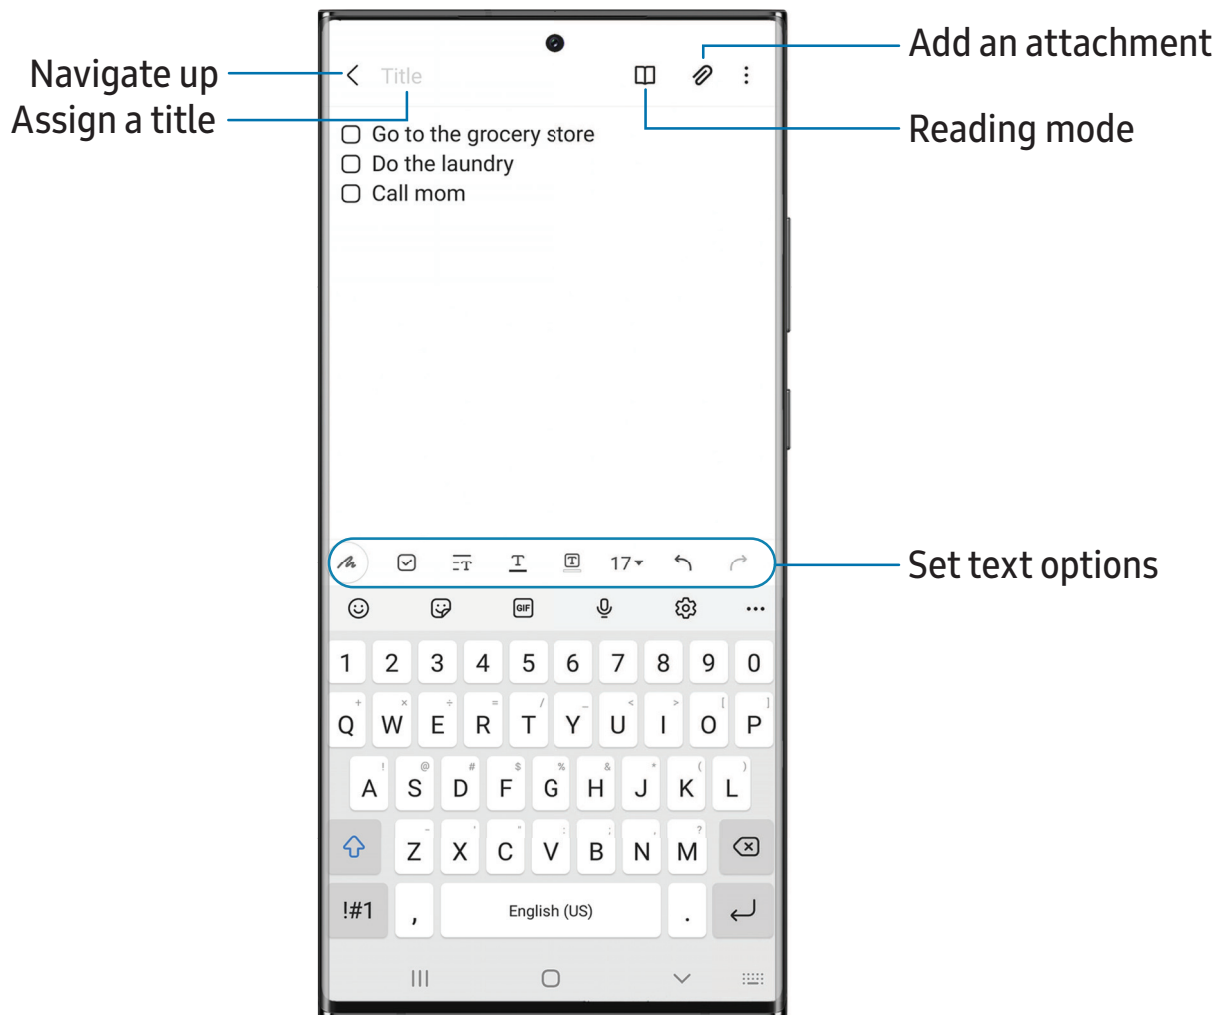 Navigate up
Assign a title
Add an attachment
Reading mode
Title
Go to the grocery store
Do the laundry
Call mom
Set text options
T T T 17
GIF
1 2 3 4 5 6 7 8 9 0
+ × ÷ = / _ < > [ ]
Q W E R T Y U I O P
! @ # $ % & * ( )
A S D F G H J K L
- ' " : ; , ?
Z X C V B N M
!#1 , English (US) .